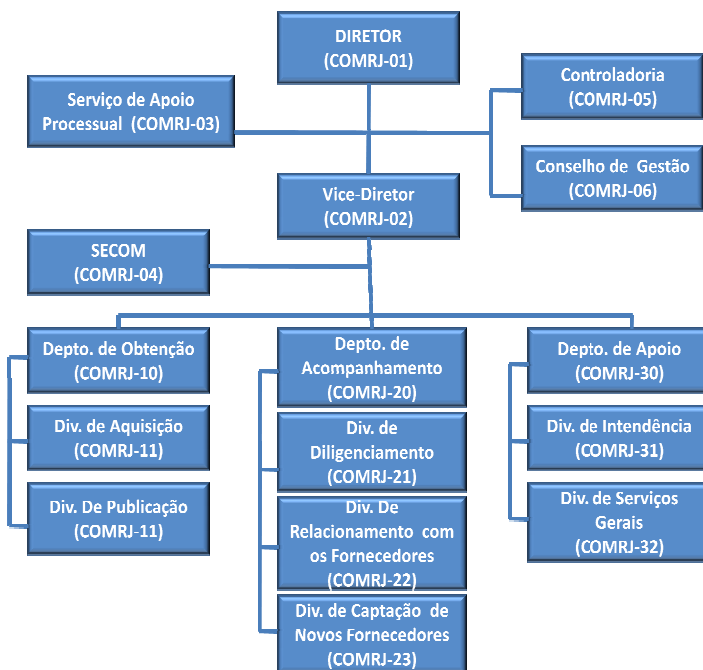 DIRETOR
(COMRJ-01)
Serviço de Apoio
Processual (COMRJ-03)
Controladoria
(COMRJ-05)
Conselho de Gestão
(COMRJ-06)
Vice-Diretor
(COMRJ-02)
SECOM
(COMRJ-04)
Depto. de Obtenção
(COMRJ-10)
Div. de Aquisição
(COMRJ-11)
Div. De Publicação
(COMRJ-11)
Depto. de
Acompanhamento
(COMRJ-20)
Div. de
Diligenciamento
(COMRJ-21)
Div. De
Relacionamento com
os Fornecedores
(COMRJ-22)
Div. de Captação de
Novos Fornecedores
(COMRJ-23)
Depto. de Apoio
(COMRJ-30)
Div. de Intendência
(COMRJ-31)
Div. de Serviços
Gerais
(COMRJ-32)